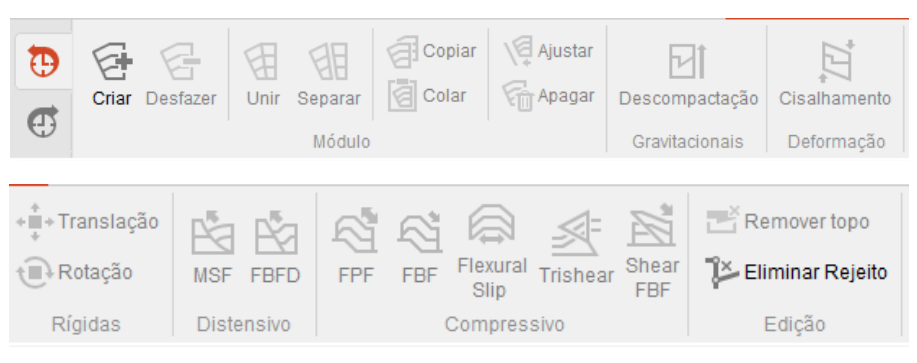 Criar
Desfazer
Unir
Separar
Copiar
Colar
Ajustar
Apagar
Módulo
Descompactação
Gravitacionais
Cisalhamento
Deformação
Translação
Rotação
Rígidas
MSF
FBFD
Distensivo
FPF
FBF
Flexural
Slip
Trishear
Shear
FBF
Compressivo
Remover topo
Eliminar Rejeito
Edição